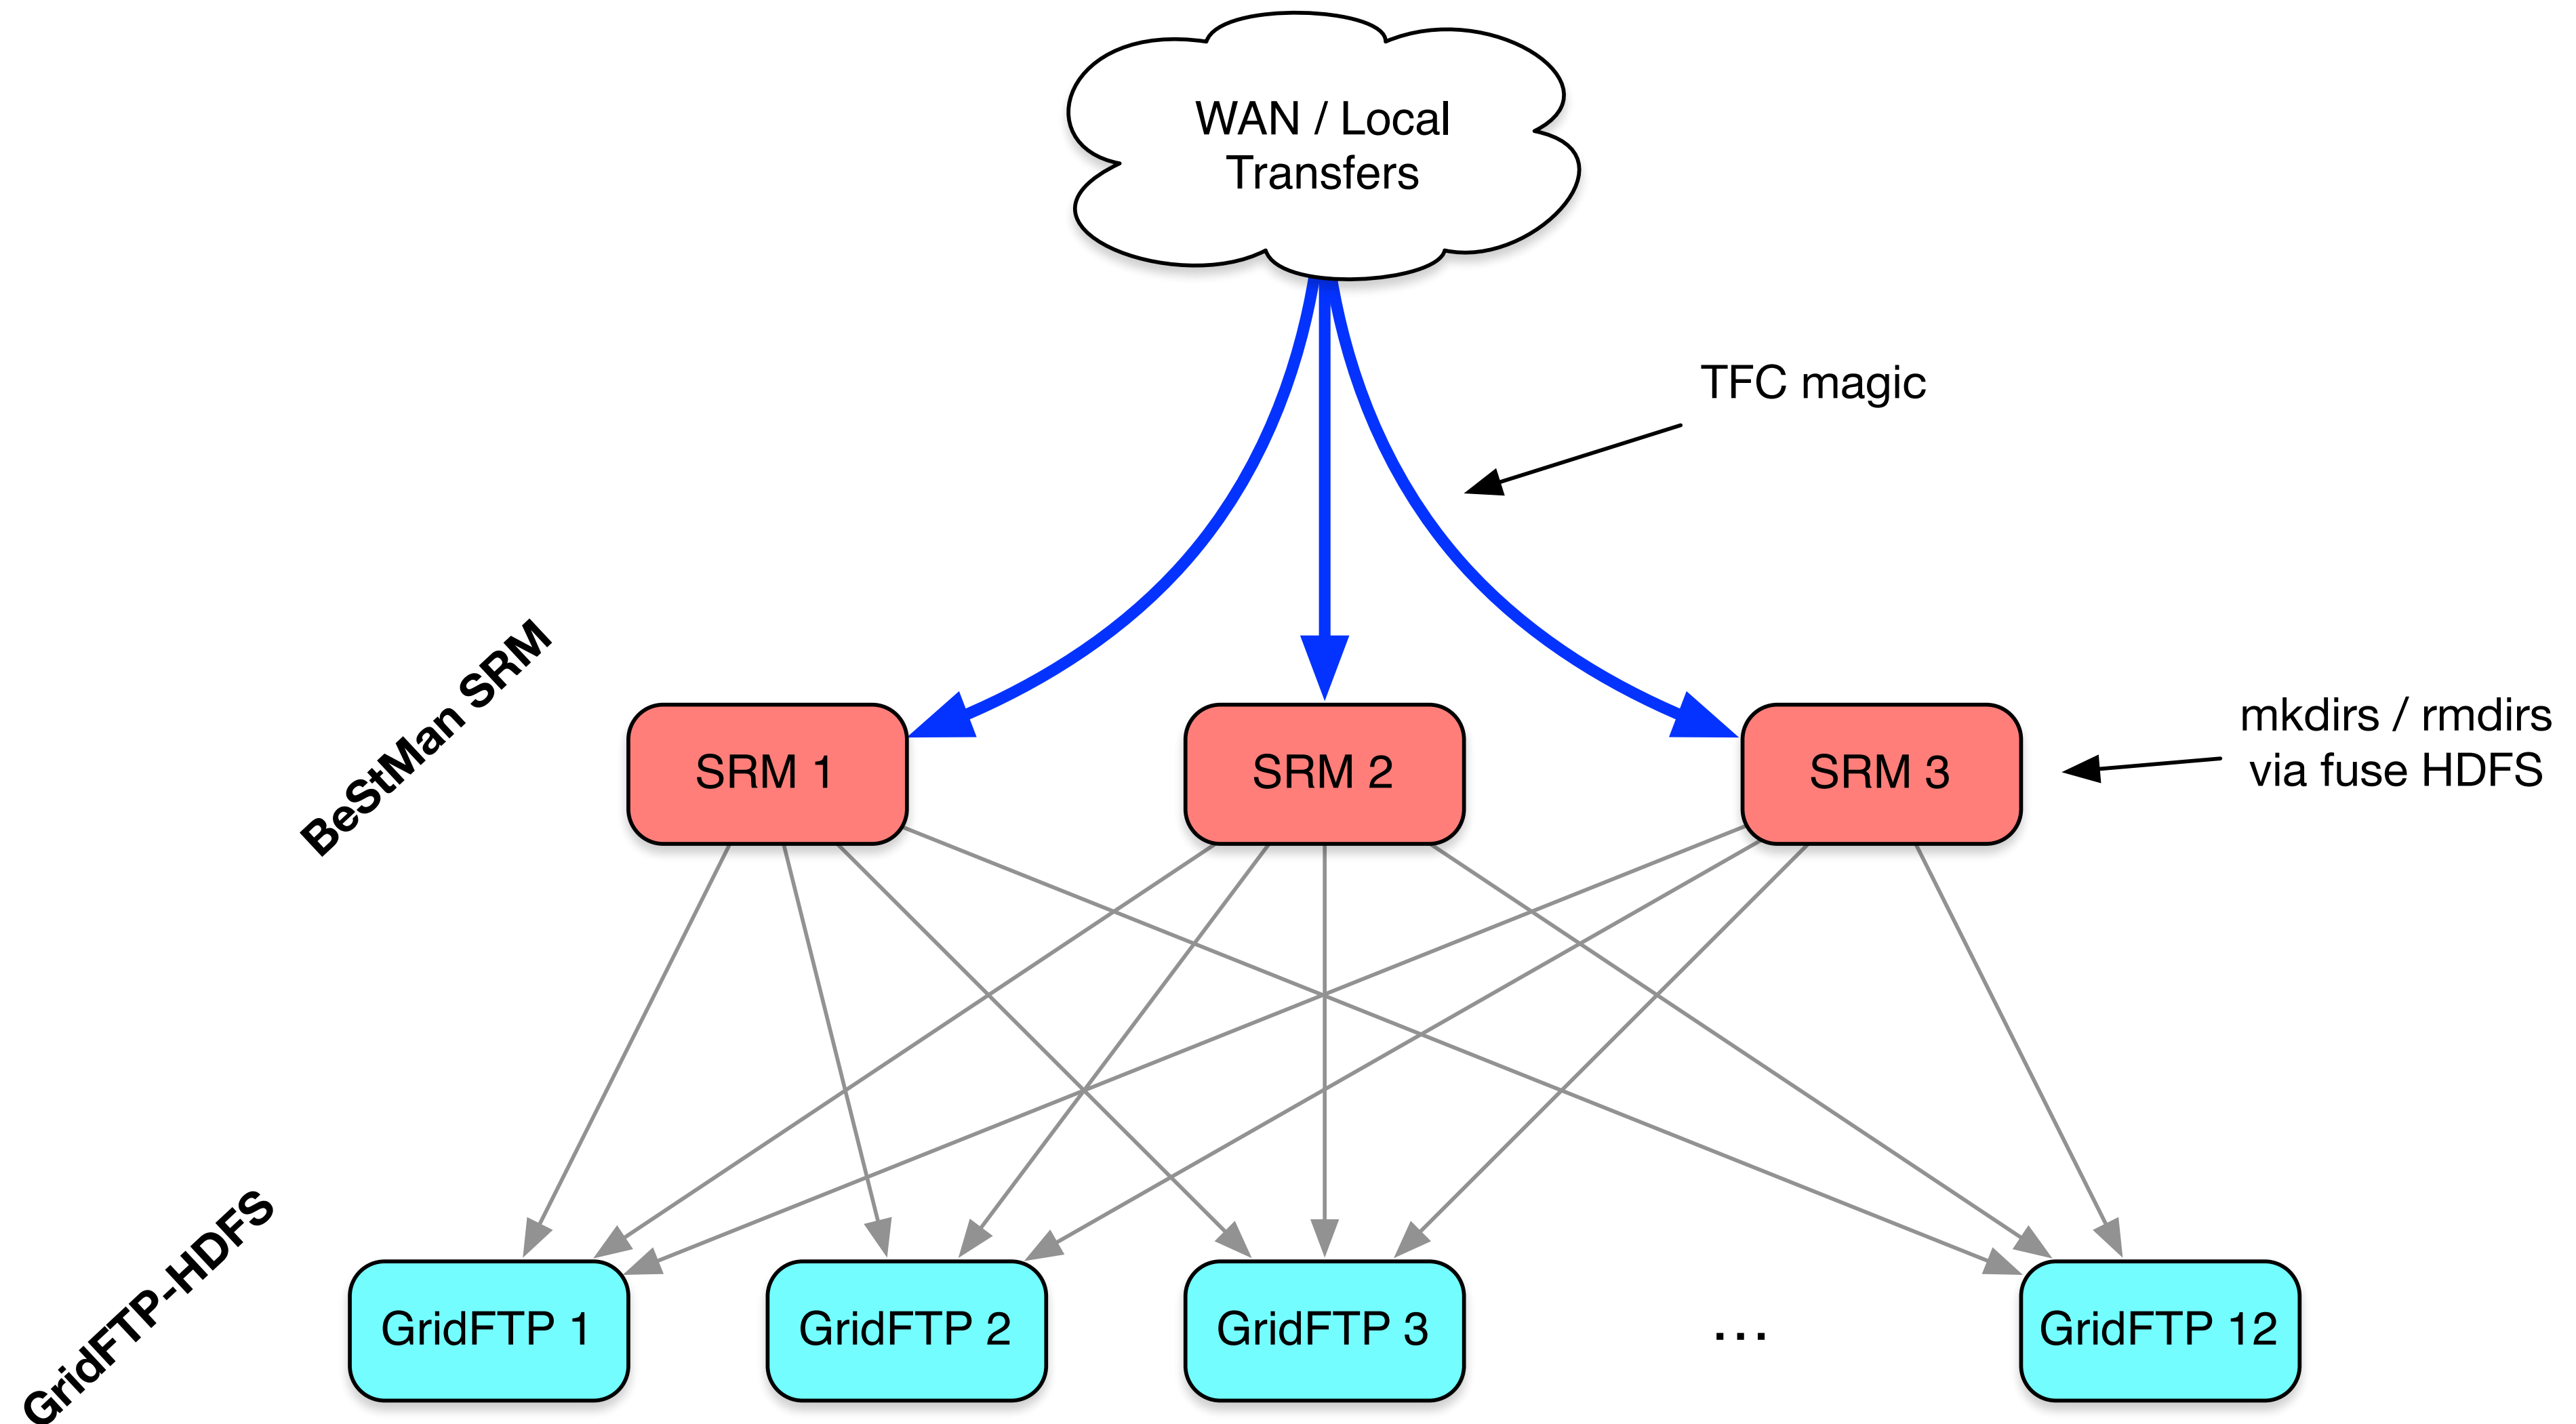 WAN / Local
Transfers
TFC magic
BeStMan SRM
SRM 1
SRM 2
SRM 3
mkdirs / rmdirs
via fuse HDFS
GridFTP-HDFS
GridFTP 1
GridFTP 2
GridFTP 3
...
GridFTP 12